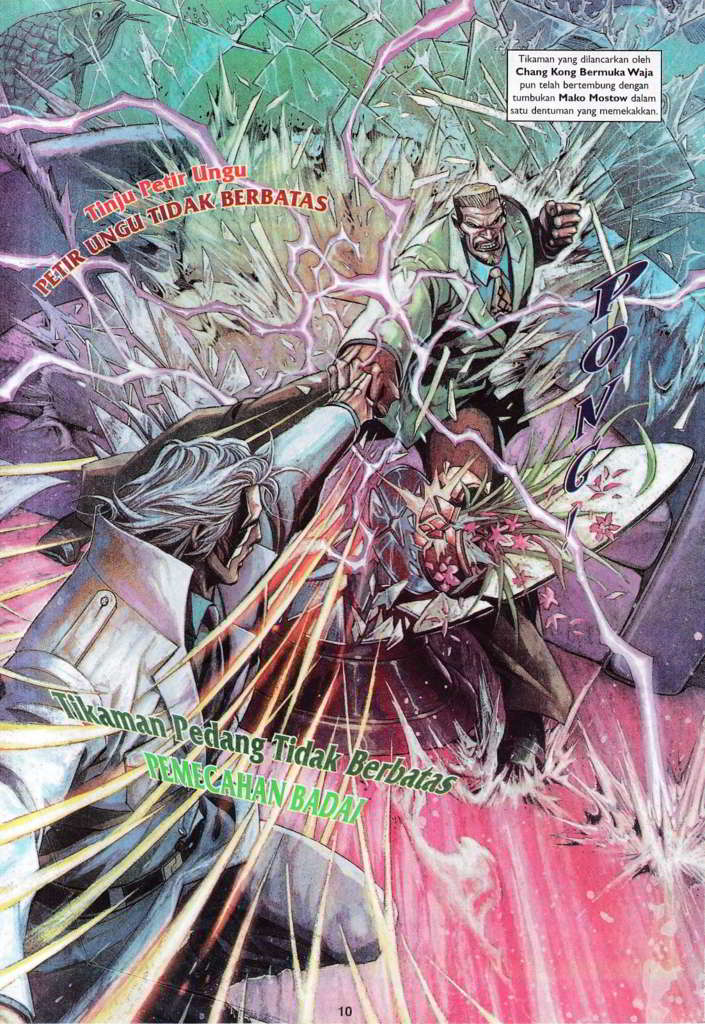 Tikaman yang dilancarkan oleh
Chang Kong Bermuka Waja
pun telah bertembung dengan
tumbukan Mako Mostow dalam
satu dentuman yang memekakkan.
Tinju Petir Ungu
PETIR UNGU TIDAK BERBATAS
PONG!
Tikaman Pedang Tidak Berbatas
PEMECAHAN BADAI
10